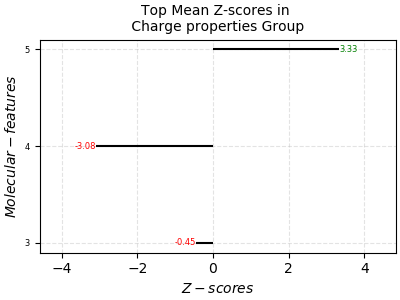 Top Mean Z-scores in
Charge properties Group
Molecular − features
5
3.33
4
-3.08
3
-0.45
−4 −2 0 2 4
Z − scores